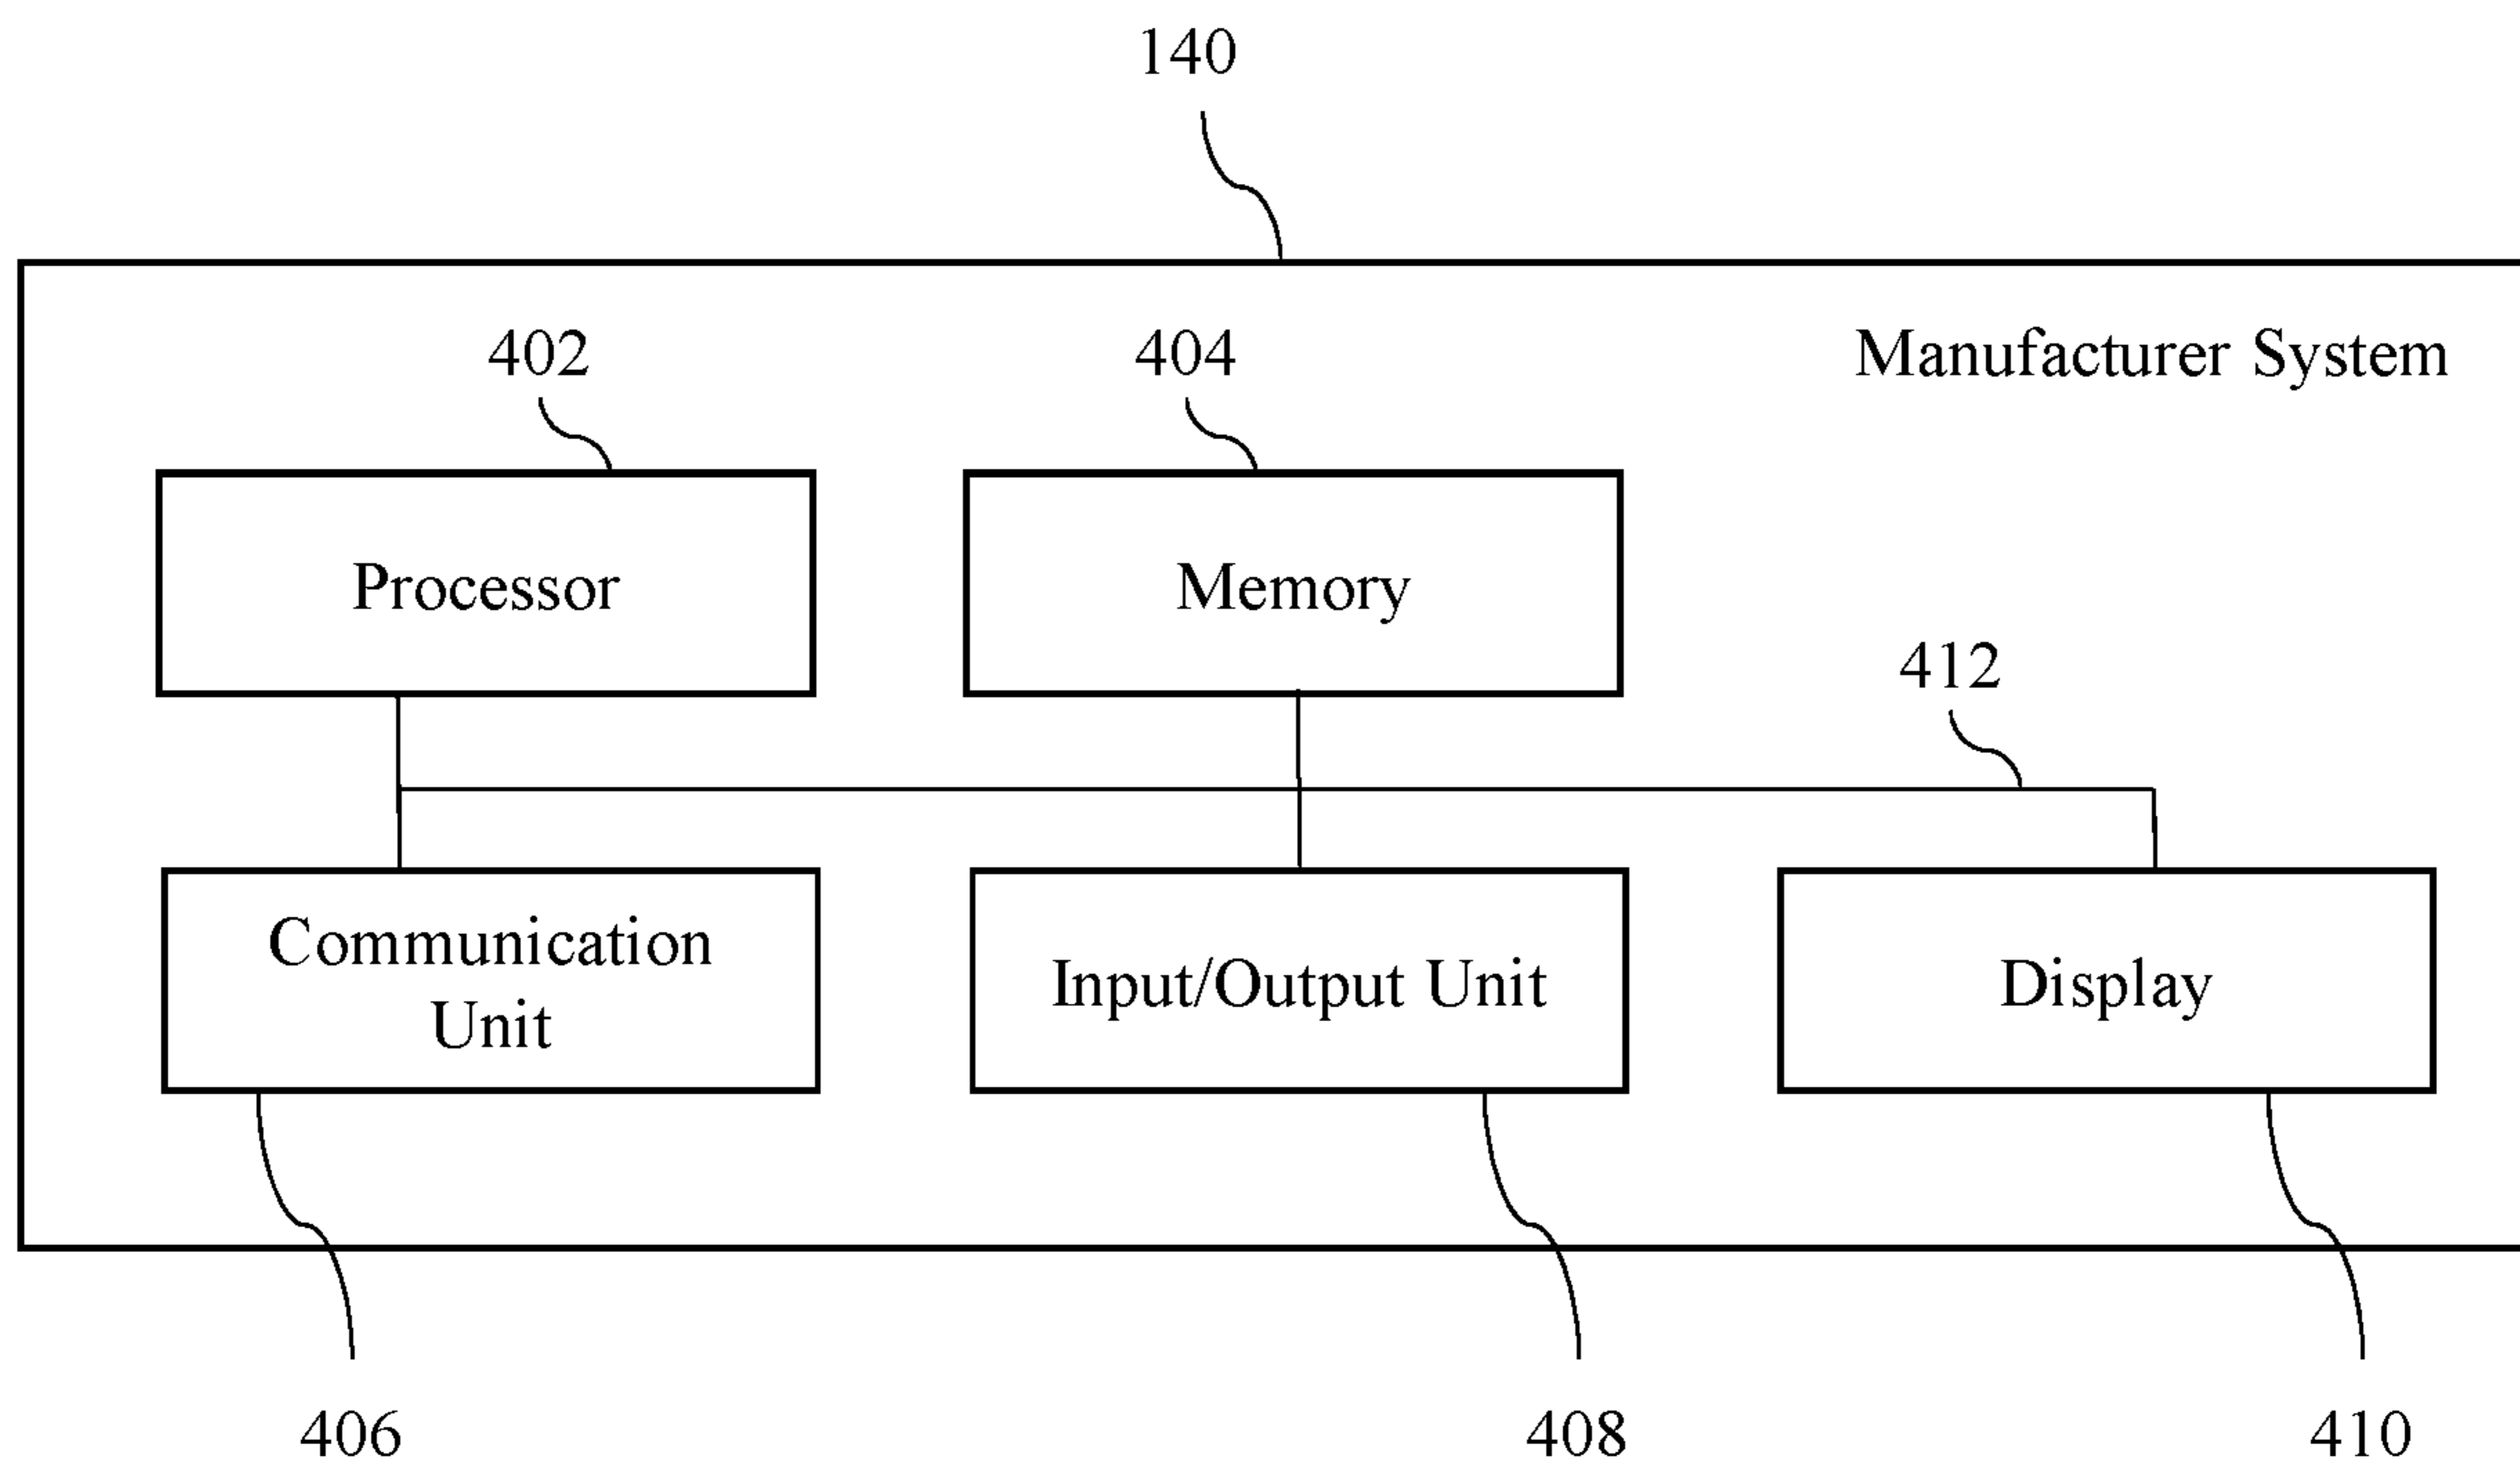 140
402
404
Manufacturer System
Processor
Memory
412
Communication
Unit
Input/Output Unit
Display
406
408
410